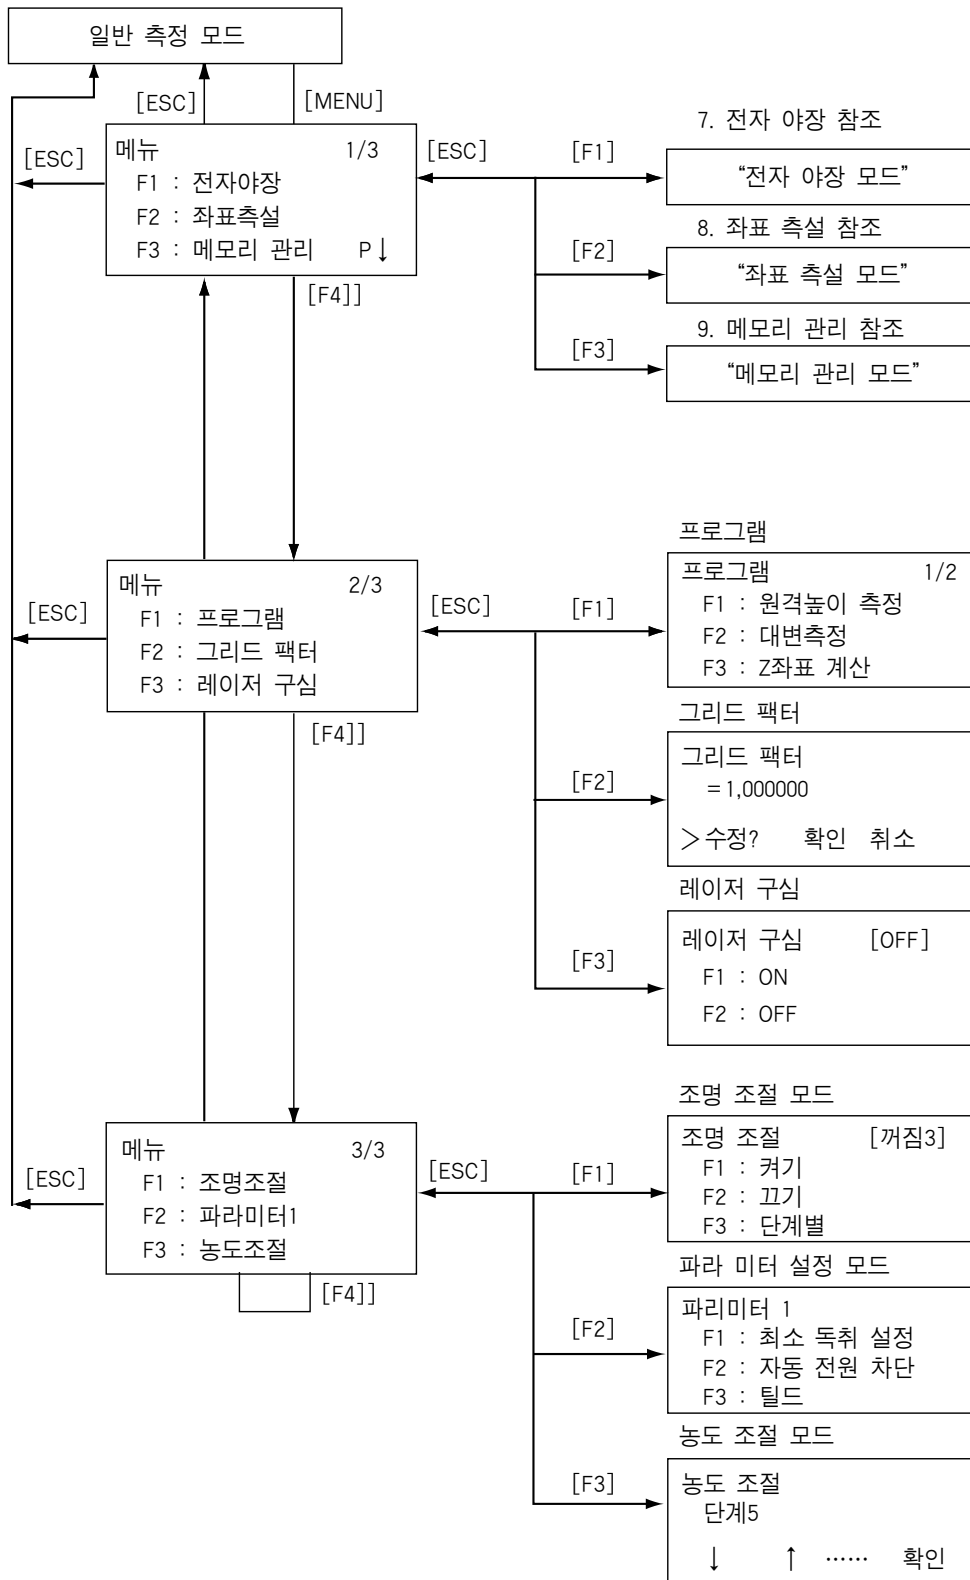 일반 측정 모드
[ESC]
[MENU]
7. 전자 야장 참조
[ESC]
메뉴 1/3
F1 : 전자야장
F2 : 좌표측설
F3 : 메모리 관리 P↓
[ESC]
[F1]
“전자 야장 모드”
8. 좌표 측설 참조
[F2]
“좌표 측설 모드”
[F4]]
9. 메모리 관리 참조
[F3]
“메모리 관리 모드”
프로그램
[ESC]
메뉴 2/3
F1 : 프로그램
F2 : 그리드 팩터
F3 : 레이저 구심
[ESC]
[F1]
프로그램 1/2
F1 : 원격높이 측정
F2 : 대변측정
F3 : Z좌표 계산
[F4]]
그리드 팩터
[F2]
그리드 팩터
=1,000000
>수정? 확인 취소
레이저 구심
[F3]
레이저 구심 [OFF]
F1 : ON
F2 : OFF
조명 조절 모드
[ESC]
메뉴 3/3
F1 : 조명조절
F2 : 파라미터1
F3 : 농도조절
[ESC]
[F1]
조명 조절 [꺼짐3]
F1 : 켜기
F2 : 끄기
F3 : 단계별
[F4]]
파라 미터 설정 모드
[F2]
파리미터 1
F1 : 최소 독취 설정
F2 : 자동 전원 차단
F3 : 틸드
농도 조절 모드
[F3]
농도 조절
단계5
↓ ↑ …… 확인